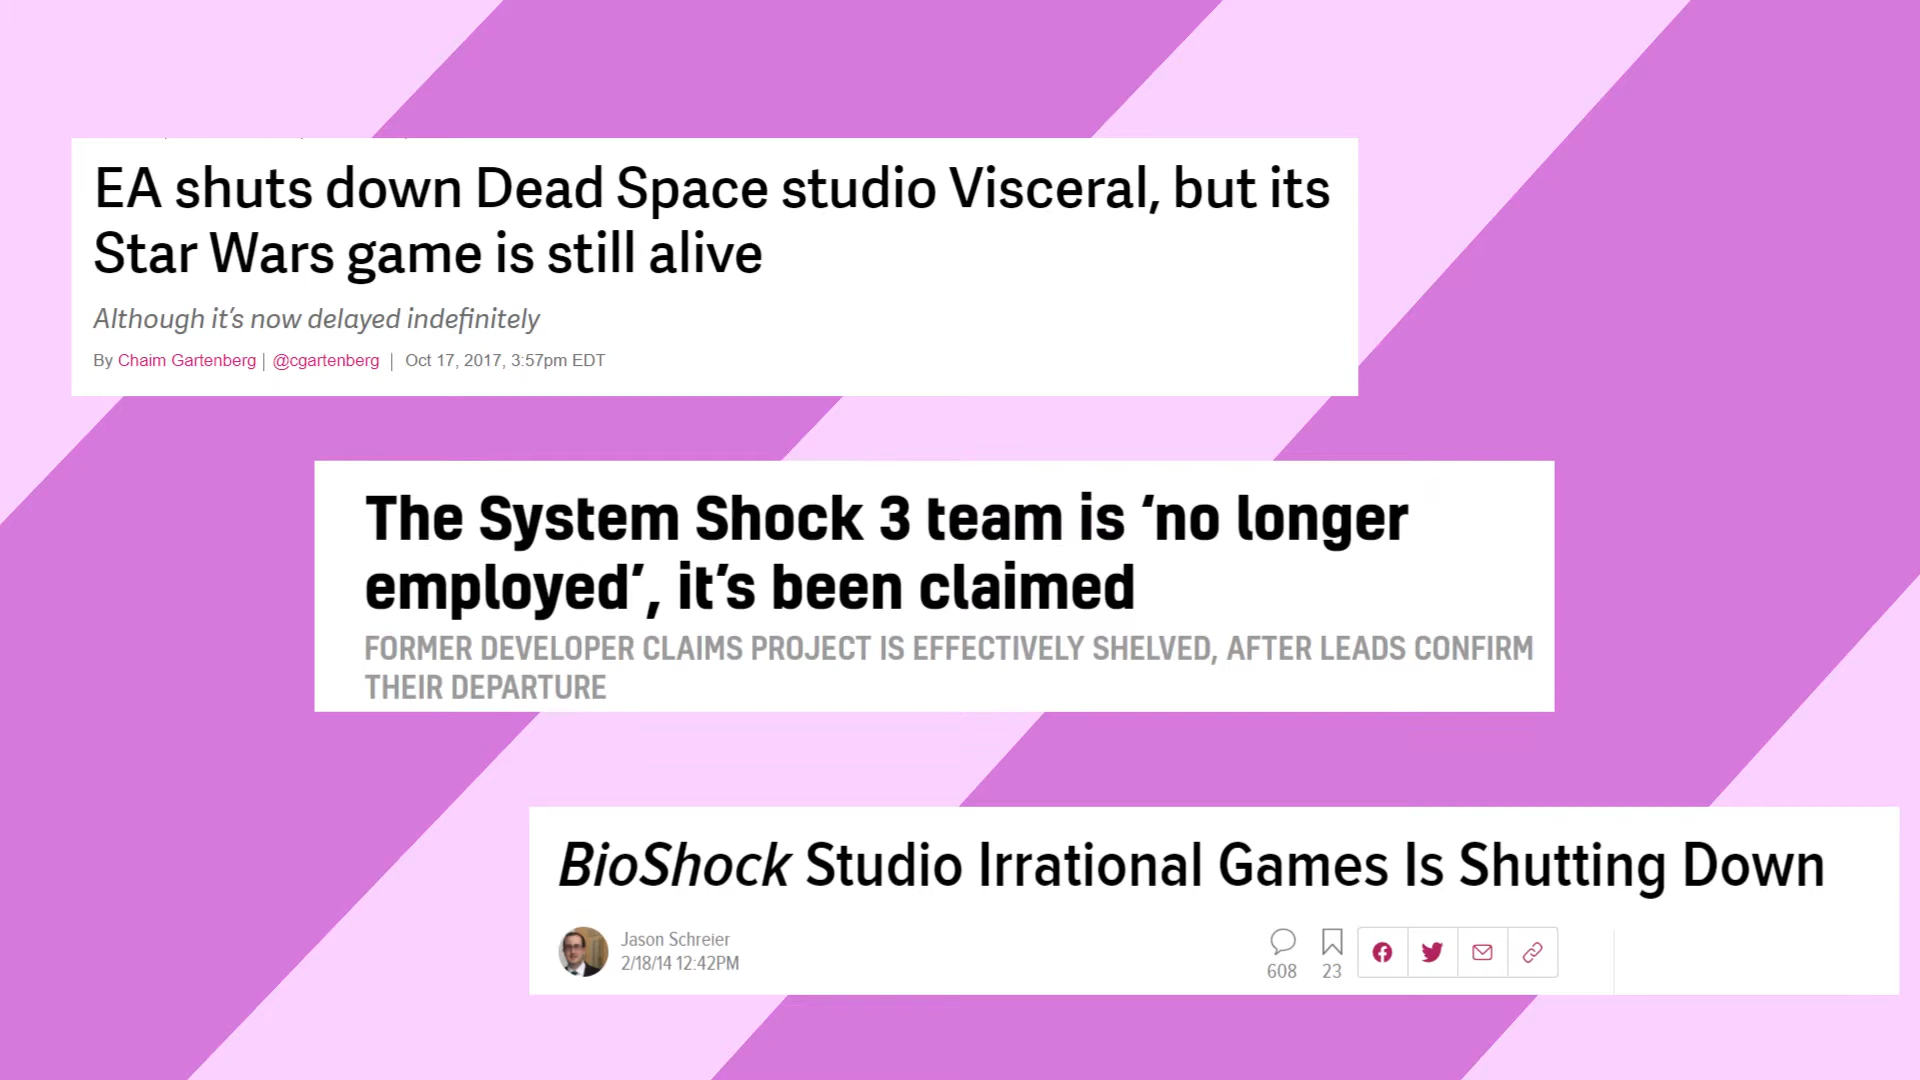 EA shuts down Dead Space studio Visceral, but its
Star Wars game is still alive
Although it's now delayed indefinitely
By Chaim Gartenberg | @cgartenberg | Oct 17, 2017, 3:57pm EDT
The System Shock 3 team is ‘no longer
employed’, it’s been claimed
FORMER DEVELOPER CLAIMS PROJECT IS EFFECTIVELY SHELVED, AFTER LEADS CONFIRM
THEIR DEPARTURE
BioShock Studio Irrational Games Is Shutting Down
Jason Schreier
2/18/14 12:42PM
608
23